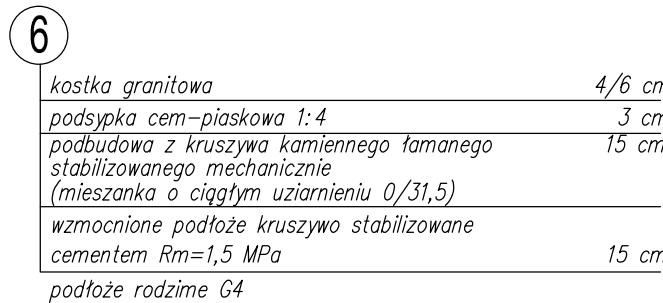 6
kostka granitowa 4/6 cm
podsypka cem-piaskowa 1:4 3 cm
podbudowa z kruszywa kamiennego łamanego 15 cm
stabilizowanego mechanicznie
(mieszanka o ciągłym uziarnieniu 0/31,5)
wzmocnione podłoże kruszywo stabilizowane
cementem Rm=1,5 MPa 15 cm
podłoże rodzime G4